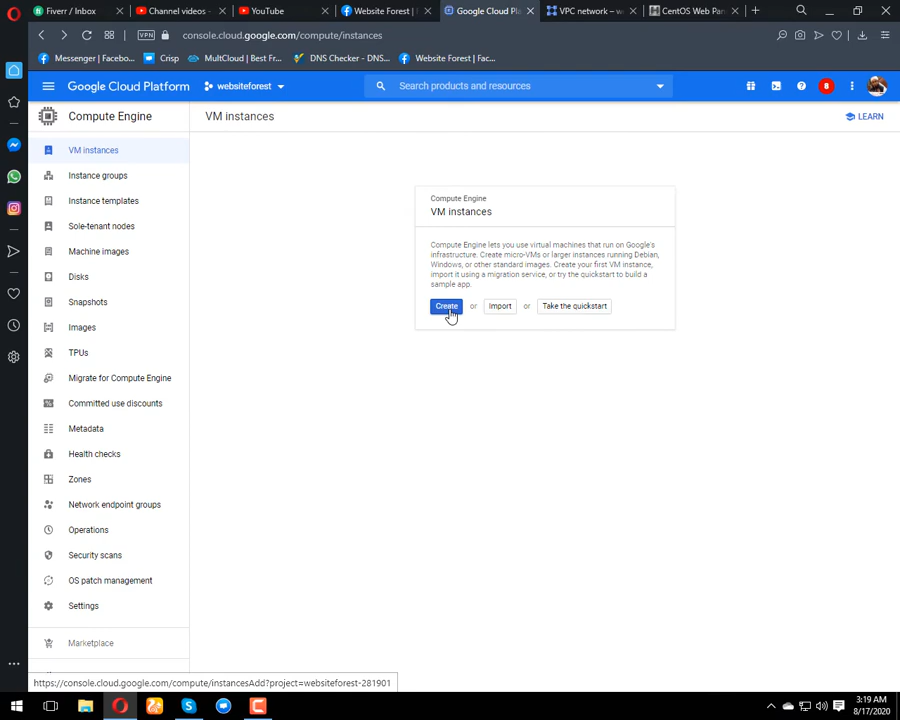 Fiverr / Inbox
Channel videos -
YouTube
Website Forest |
Google Cloud Pla
VPC network – w
CentOS Web Pan
VPN
console.cloud.google.com/compute/instances
Messenger | Faceboo...
Crisp
MultCloud | Best Fr...
DNS Checker - DNS...
Website Forest | Fac...
Google Cloud Platform
websiteforest
Search products and resources
8
Compute Engine
VM instances
LEARN
VM instances
Instance groups
Instance templates
Sole-tenant nodes
Machine images
Disks
Snapshots
Images
TPUs
Migrate for Compute Engine
Committed use discounts
Metadata
Health checks
Zones
Network endpoint groups
Operations
Security scans
OS patch management
Settings
Marketplace
Compute Engine
VM instances
Compute Engine lets you use virtual machines that run on Google's
infrastructure. Create micro-VMs or larger instances running Debian,
Windows, or other standard images. Create your first VM instance,
import it using a migration service, or try the quickstart to build a
sample app.
Create or Import or Take the quickstart
https://console.cloud.google.com/compute/instancesAdd?project=websiteforest-281901
3:19 AM
8/17/2020